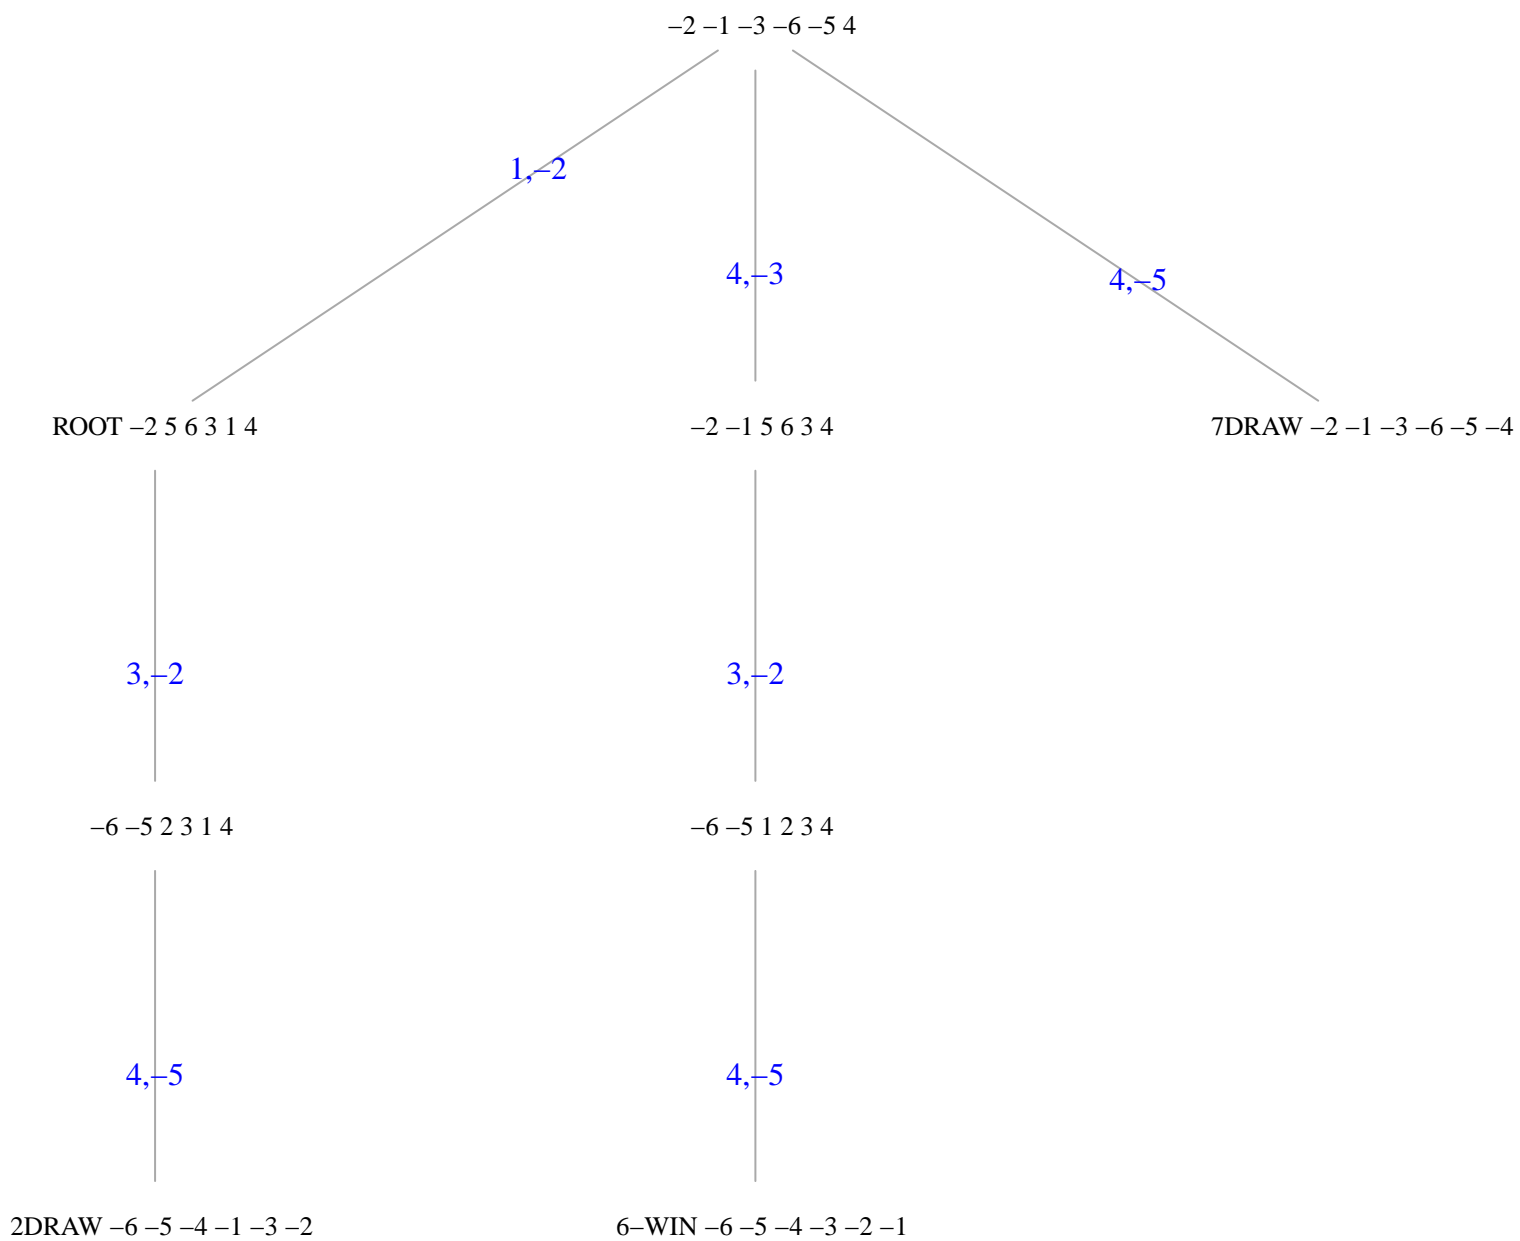 –2 –1 –3 –6 –5 4
1,–2
4,–3
4,–5
ROOT –2 5 6 3 1 4
–2 –1 5 6 3 4
7DRAW –2 –1 –3 –6 –5 –4
3,–2
3,–2
–6 –5 2 3 1 4
–6 –5 1 2 3 4
4,–5
4,–5
2DRAW –6 –5 –4 –1 –3 –2
6–WIN –6 –5 –4 –3 –2 –1